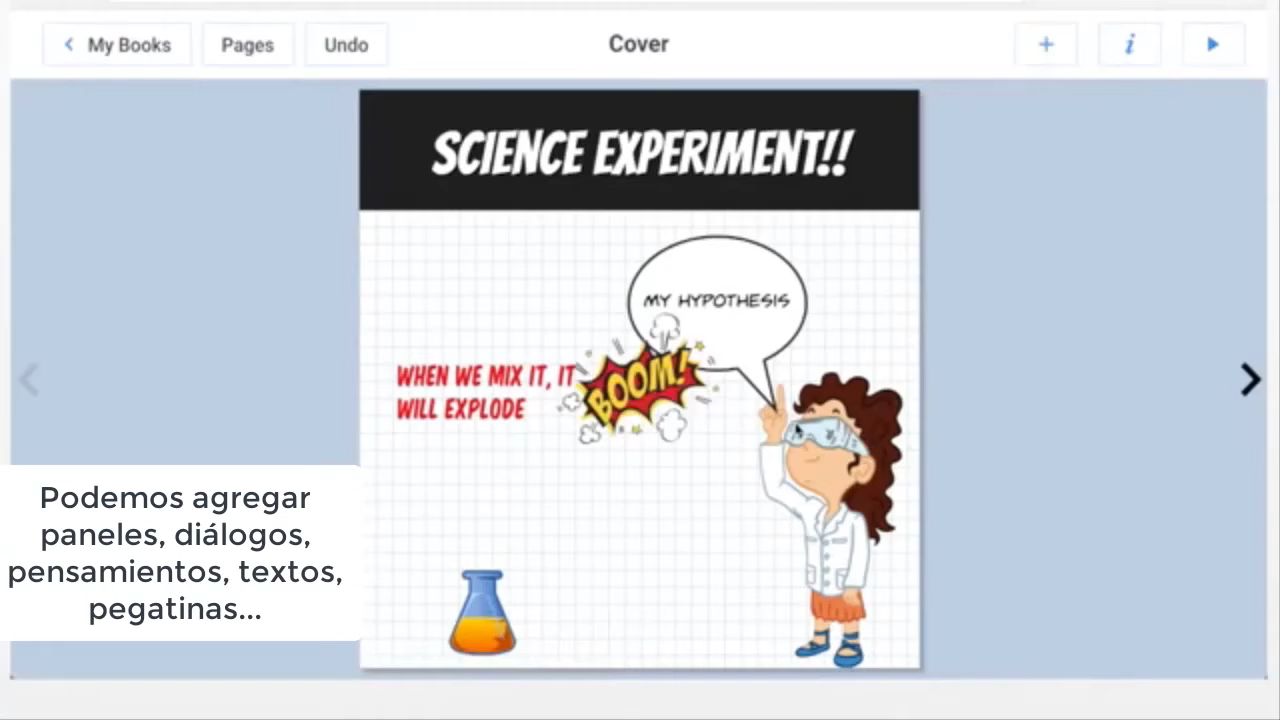 My Books
Pages
Undo
Cover
SCIENCE EXPERIMENT!!
MY HYPOTHESIS
WHEN WE MIX IT, IT
WILL EXPLODE
BOOM!
Podemos agregar
paneles, diálogos,
pensamientos, textos,
pegatinas...